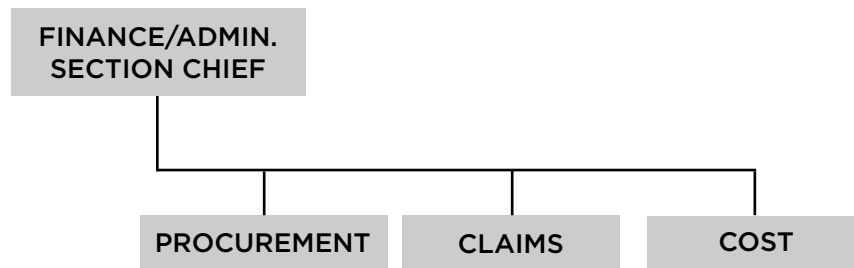 FINANCE/ADMIN.
SECTION CHIEF
PROCUREMENT
CLAIMS
COST